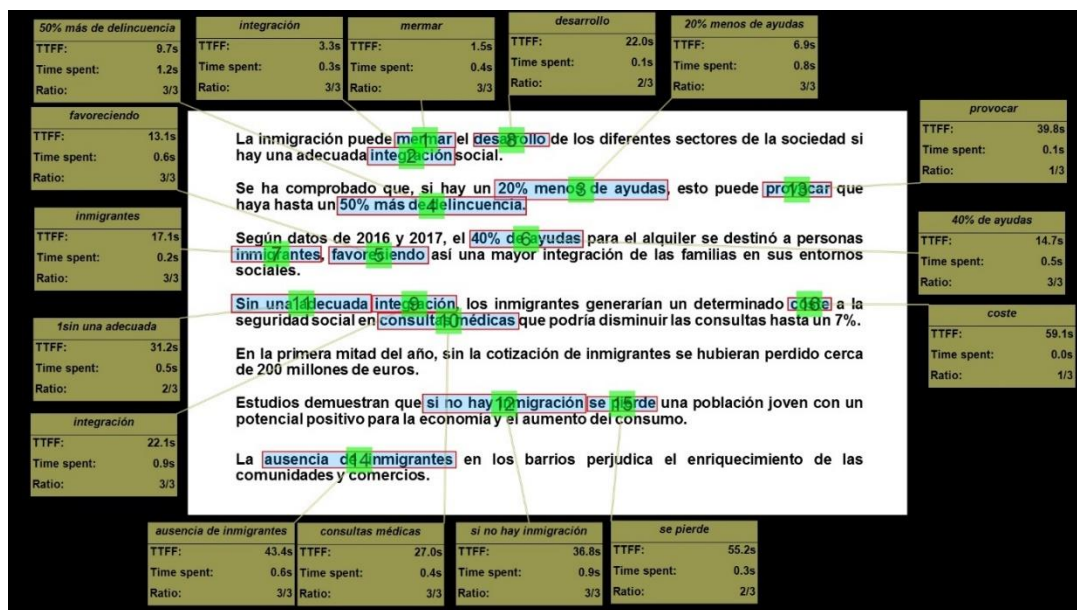 50% más de delincuencia
TTFF: 9.7s
Time spent: 1.2s
Ratio: 3/3
integración
TTFF: 3.3s
Time spent: 0.3s
Ratio: 3/3
mermar
TTFF: 1.5s
Time spent: 0.4s
Ratio: 3/3
desarrollo
TTFF: 22.0s
Time spent: 0.1s
Ratio: 2/3
20% menos de ayudas
TTFF: 6.9s
Time spent: 0.8s
Ratio: 3/3
favoreciendo
TTFF: 13.1s
Time spent: 0.6s
Ratio: 3/3
inmigrantes
TTFF: 17.1s
Time spent: 0.2s
Ratio: 3/3
1sin una adecuada
TTFF: 31.2s
Time spent: 0.5s
Ratio: 2/3
integración
TTFF: 22.1s
Time spent: 0.9s
Ratio: 3/3
La inmigración puede mermar el desarrollo de los diferentes sectores de la sociedad si
hay una adecuada integración social.
Se ha comprobado que, si hay un 20% menos de ayudas, esto puede provocar que
haya hasta un 50% más de delincuencia.
Según datos de 2016 y 2017, el 40% de ayudas para el alquiler se destinó a personas
inmigrantes, favoreciendo así una mayor integración de las familias en sus entornos
sociales.
Sin una adecuada integración, los inmigrantes generarían un determinado coste a la
seguridad social en consultas médicas que podría disminuir las consultas hasta un 7%.
En la primera mitad del año, sin la cotización de inmigrantes se hubieran perdido cerca
de 200 millones de euros.
Estudios demuestran que si no hay inmigración se pierde una población joven con un
potencial positivo para la economía y el aumento del consumo.
La ausencia de inmigrantes en los barrios perjudica el enriquecimiento de las
comunidades y comercios.
1
2
3
4
5
6
7
8
9
10
11
12
13
14
15
16
provocar
TTFF: 39.8s
Time spent: 0.1s
Ratio: 1/3
40% de ayudas
TTFF: 14.7s
Time spent: 0.5s
Ratio: 3/3
coste
TTFF: 59.1s
Time spent: 0.0s
Ratio: 1/3
ausencia de inmigrantes
TTFF: 43.4s
Time spent: 0.6s
Ratio: 3/3
consultas médicas
TTFF: 27.0s
Time spent: 0.4s
Ratio: 3/3
si no hay inmigración
TTFF: 36.8s
Time spent: 0.9s
Ratio: 3/3
se pierde
TTFF: 55.2s
Time spent: 0.3s
Ratio: 2/3